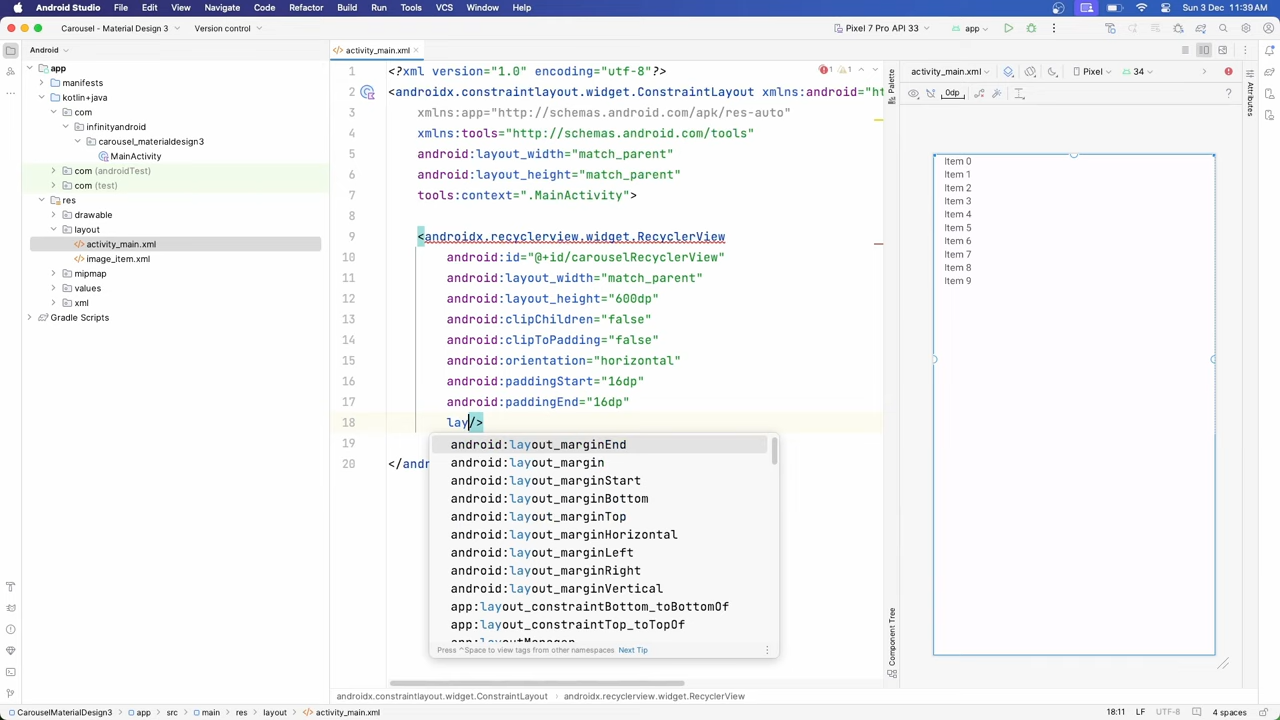 Android Studio File Edit View Navigate Code Refactor Build Run Tools VCS Window Help Sun 3 Dec 11:39 AM
Carousel - Material Design 3 Version control Pixel 7 Pro API 33 app
Android
activity_main.xml
app
manifests
kotlin+java
com
infinityandroid
carousel_materialdesign3
MainActivity
com (androidTest)
com (test)
res
drawable
layout
activity_main.xml
image_item.xml
mipmap
values
xml
Gradle Scripts
1 <?xml version="1.0" encoding="utf-8"?>
2 <androidx.constraintlayout.widget.ConstraintLayout xmlns:android="ht
3 xmlns:app="http://schemas.android.com/apk/res-auto"
4 xmlns:tools="http://schemas.android.com/tools"
5 android:layout_width="match_parent"
6 android:layout_height="match_parent"
7 tools:context=".MainActivity">
8
9 <androidx.recyclerview.widget.RecyclerView
10 android:id="@+id/carouselRecyclerView"
11 android:layout_width="match_parent"
12 android:layout_height="600dp"
13 android:clipChildren="false"
14 android:clipToPadding="false"
15 android:orientation="horizontal"
16 android:paddingStart="16dp"
17 android:paddingEnd="16dp"
18 lay/>
19
20 </andr
1 1
android:layout_marginEnd
android:layout_margin
android:layout_marginStart
android:layout_marginBottom
android:layout_marginTop
android:layout_marginHorizontal
android:layout_marginLeft
android:layout_marginRight
android:layout_marginVertical
app:layout_constraintBottom_toBottomOf
app:layout_constraintTop_toTopOf
app:layoutManager
Press ^Space to view tags from other namespaces Next Tip
androidx.constraintlayout.widget.ConstraintLayout androidx.recyclerview.widget.RecyclerView
Palette
Component Tree
activity_main.xml Pixel 34
0dp ?
Item 0
Item 1
Item 2
Item 3
Item 4
Item 5
Item 6
Item 7
Item 8
Item 9
Attributes
CarouselMaterialDesign3 app src main res layout activity_main.xml 18:11 LF UTF-8 4 spaces